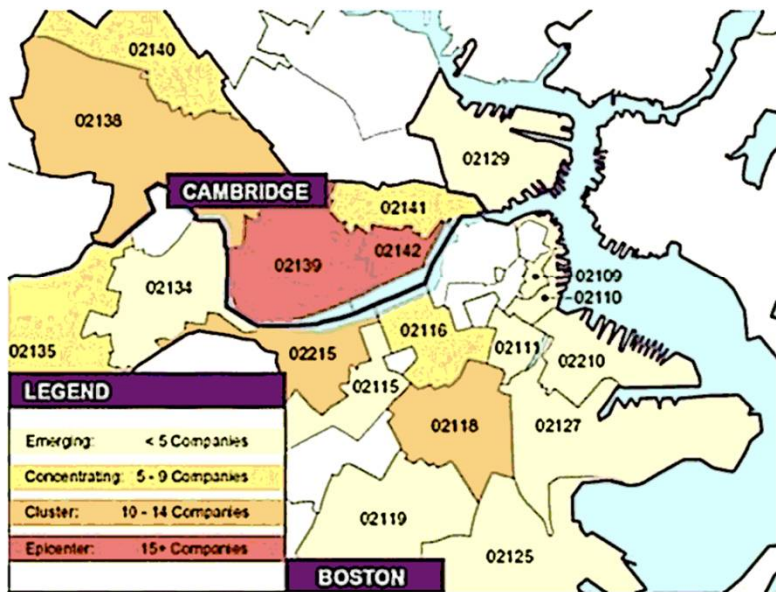 02140
02138
02129
CAMBRIDGE
02141
02142
02139
02109
02110
02134
02116
02135
02215
02111
02210
02115
LEGEND
02118
02127
Emerging: < 5 Companies
Concentrating: 5 - 9 Companies
Cluster: 10 - 14 Companies
02119
Epicenter: 15+ Companies
02125
BOSTON